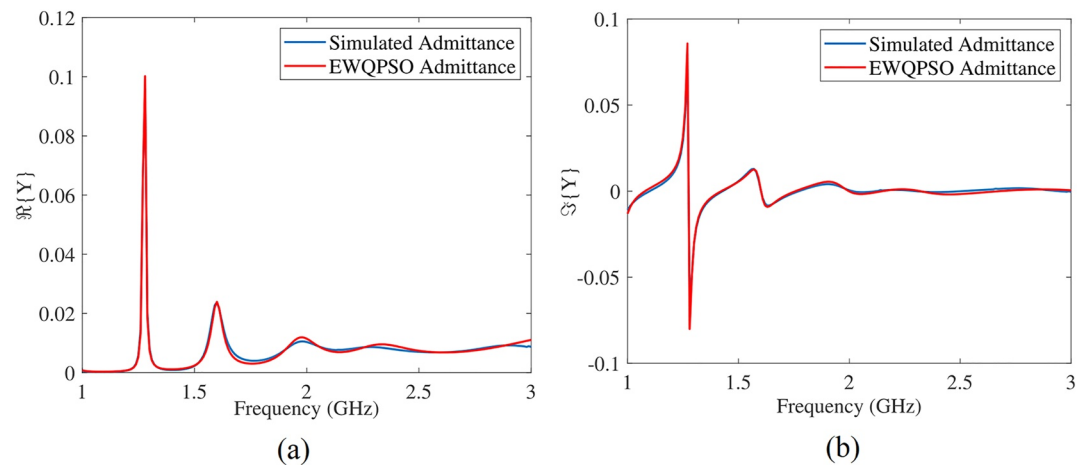 0.12
0.1
0.08
0.06
0.04
0.02
0
ℜ{Y}
Simulated Admittance
EWQPSO Admittance
1 1.5 2 2.5 3
Frequency (GHz)
(a)
0.1
0.05
0
-0.05
-0.1
ℑ{Y}
Simulated Admittance
EWQPSO Admittance
1 1.5 2 2.5 3
Frequency (GHz)
(b)